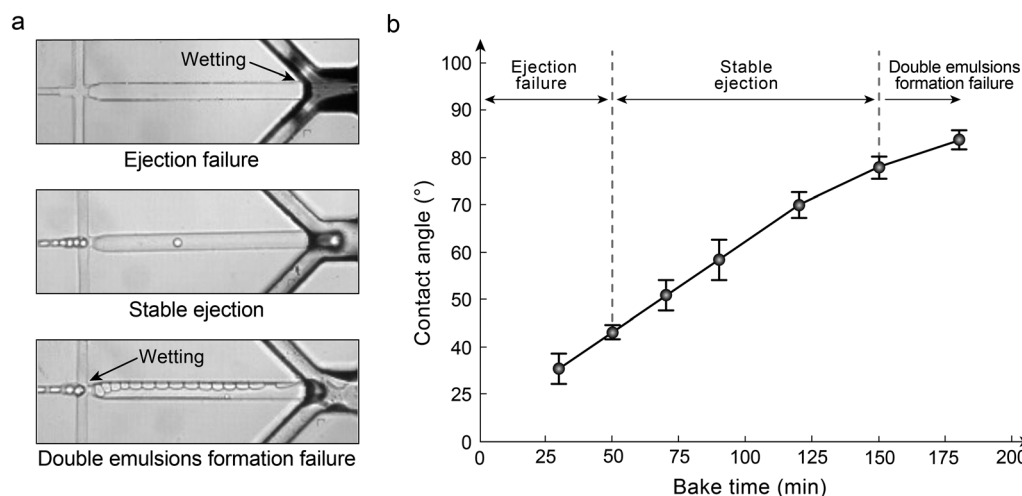 a
Wetting
Ejection failure
Stable ejection
Wetting
Double emulsions formation failure
b
Ejection
failure
Stable
ejection
Double emulsions
formation failure
Contact angle (°)
100
90
80
70
60
50
40
25
0
0 25 50 75 100 125 150 175 200
Bake time (min)